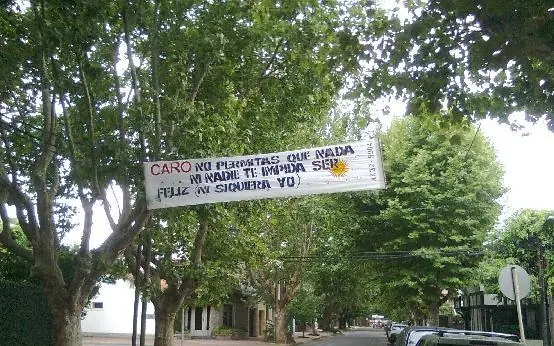 CARO NO PERMITAS QUE NADA
... NI NADIE TE IMPIDA SER
FELIZ (NI SIQUIERA YO)